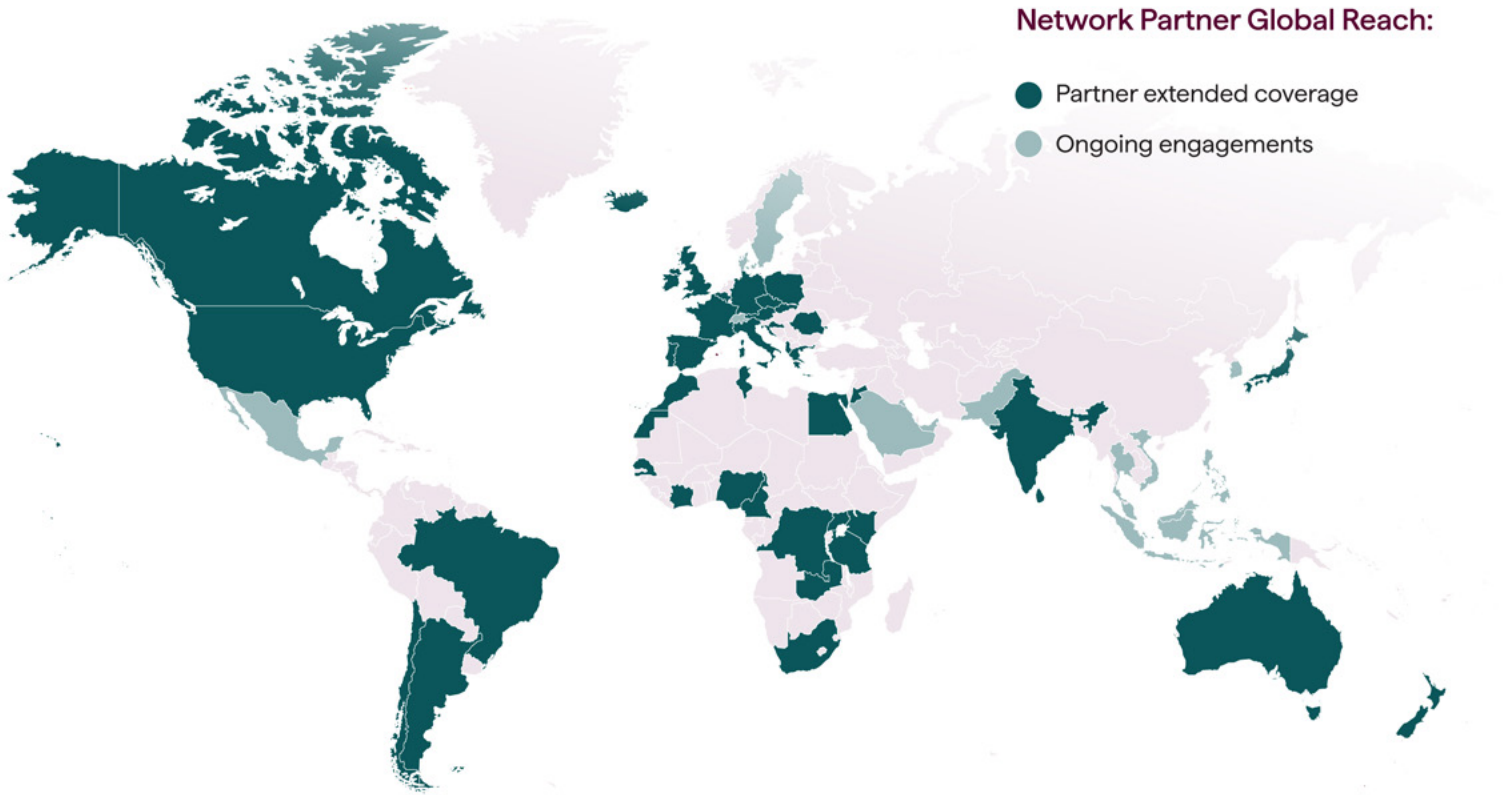 Network Partner Global Reach:
Partner extended coverage
Ongoing engagements